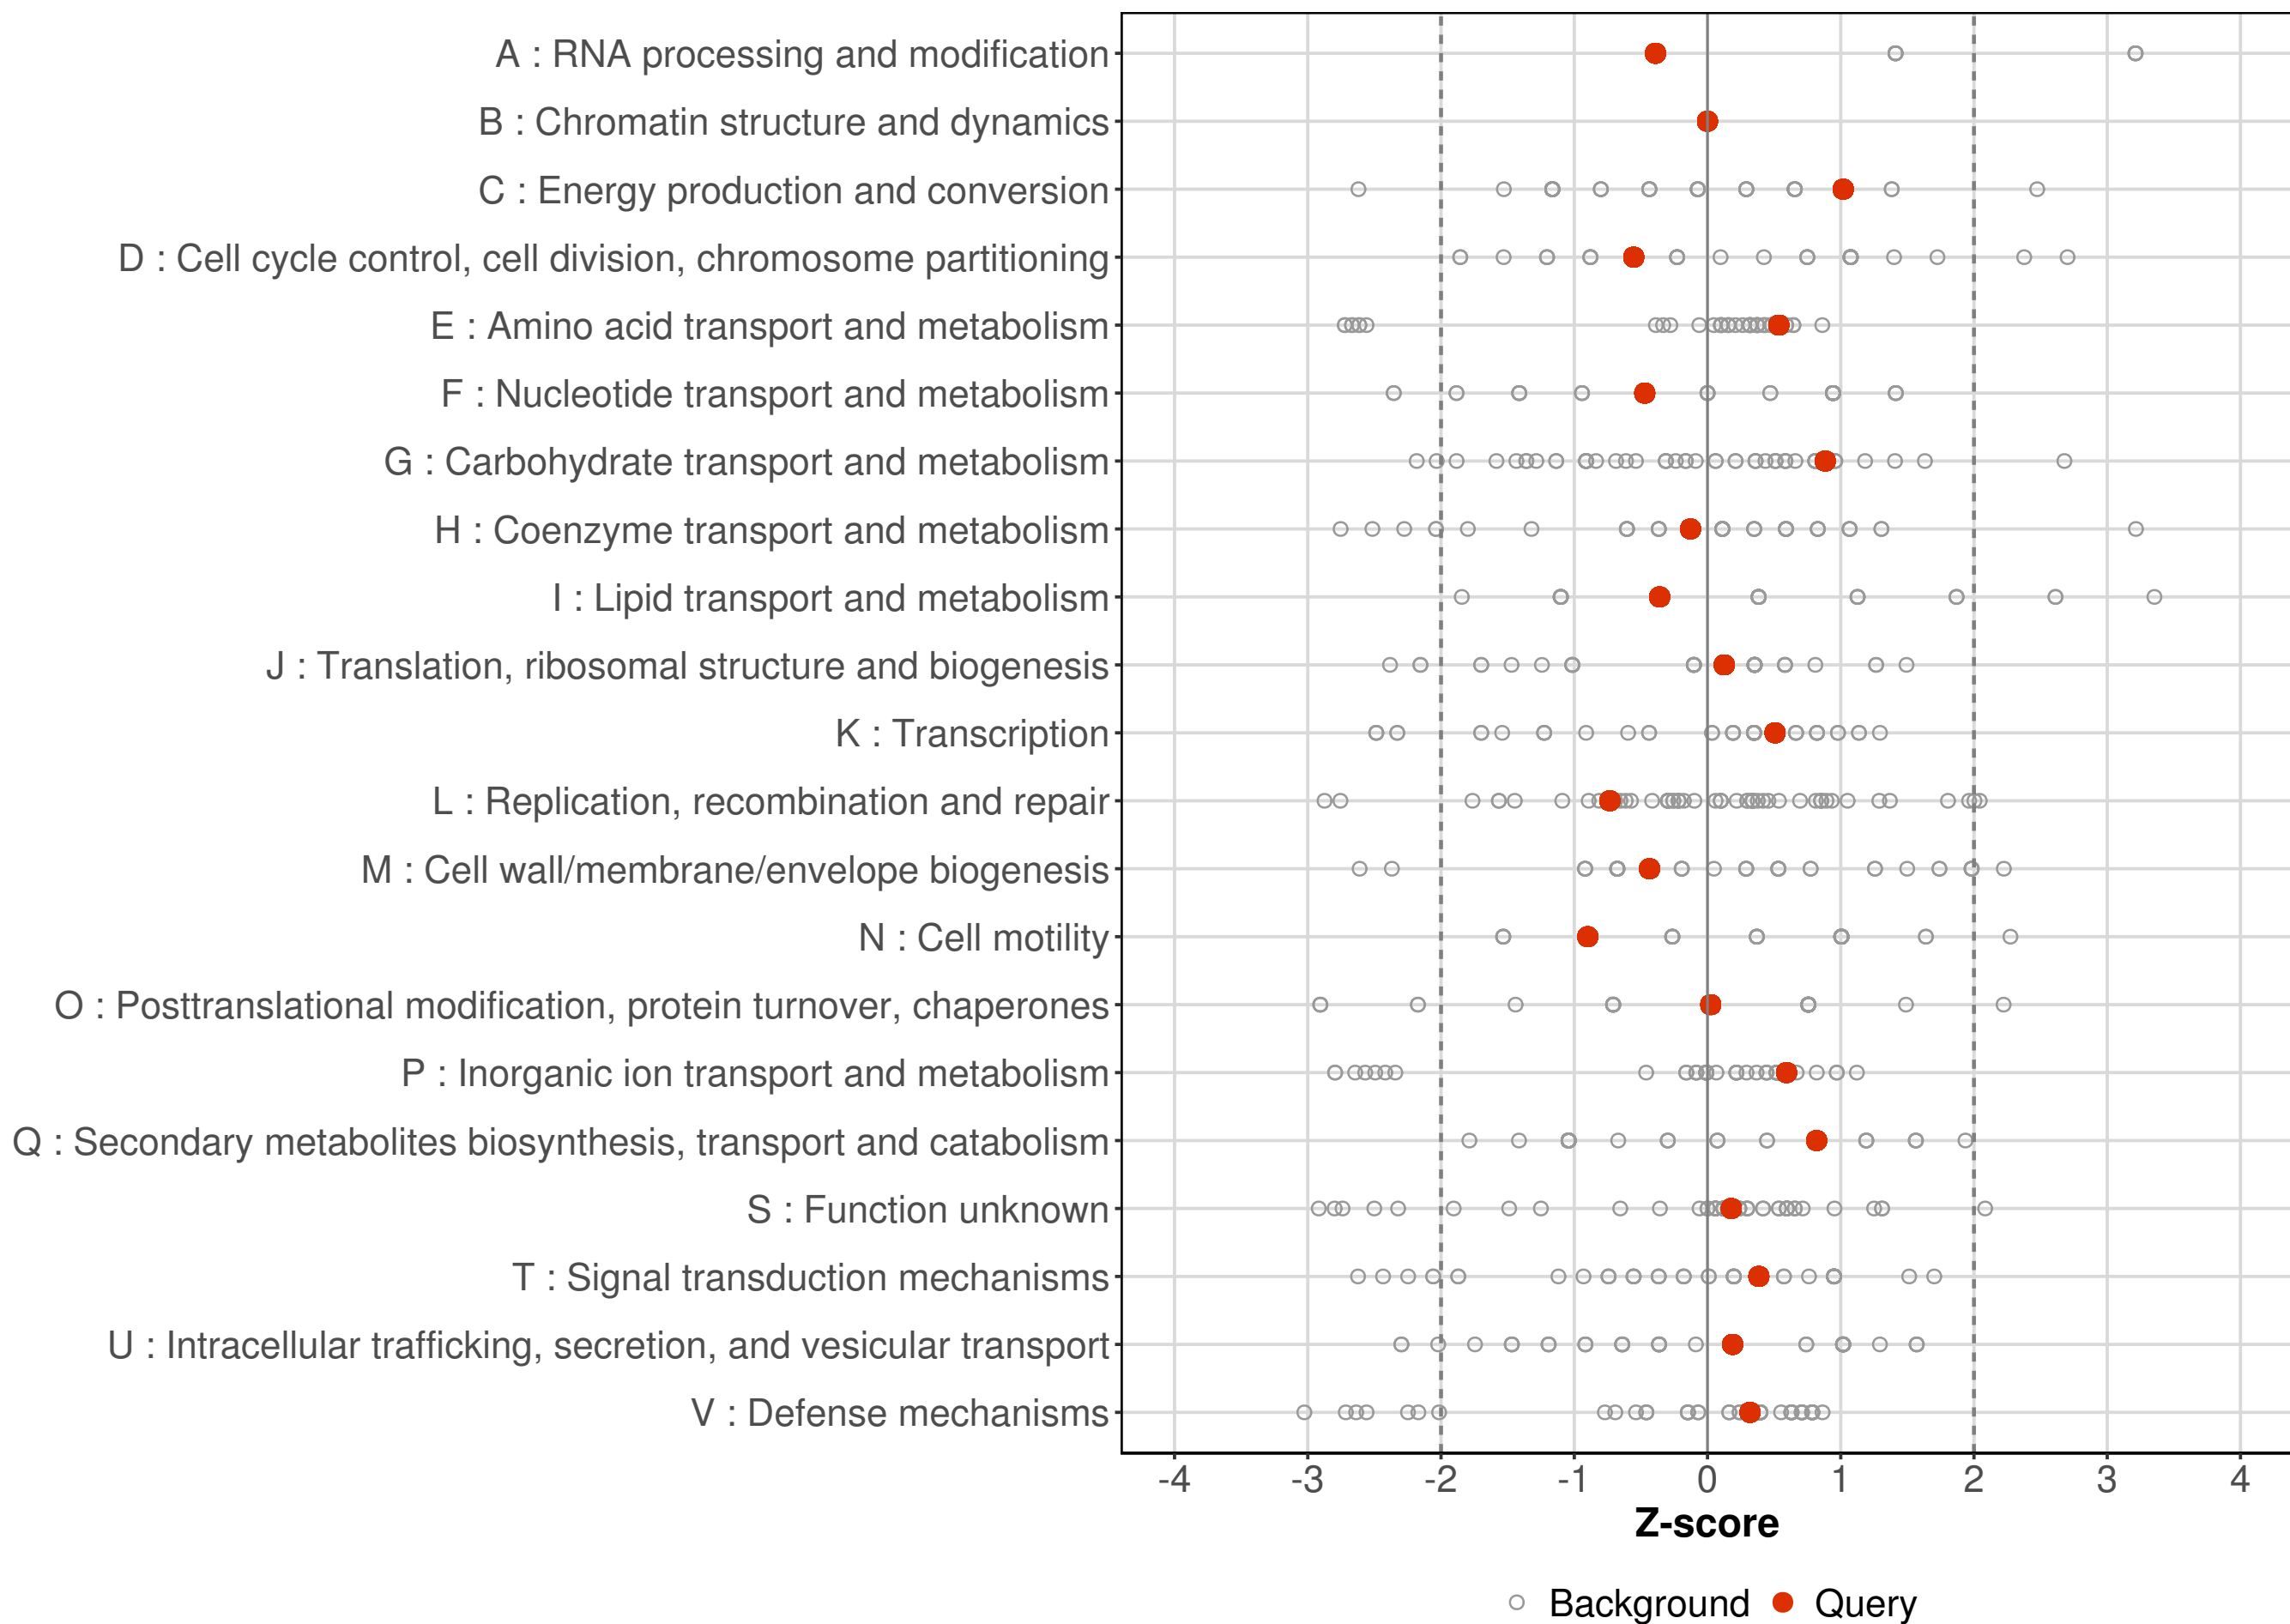 A : RNA processing and modification
B : Chromatin structure and dynamics
C : Energy production and conversion
D : Cell cycle control, cell division, chromosome partitioning
E : Amino acid transport and metabolism
F : Nucleotide transport and metabolism
G : Carbohydrate transport and metabolism
H : Coenzyme transport and metabolism
I : Lipid transport and metabolism
J : Translation, ribosomal structure and biogenesis
K : Transcription
L : Replication, recombination and repair
M : Cell wall/membrane/envelope biogenesis
N : Cell motility
O : Posttranslational modification, protein turnover, chaperones
P : Inorganic ion transport and metabolism
Q : Secondary metabolites biosynthesis, transport and catabolism
S : Function unknown
T : Signal transduction mechanisms
U : Intracellular trafficking, secretion, and vesicular transport
V : Defense mechanisms
-4 -3 -2 -1 0 1 2 3 4
Z-score
Background Query